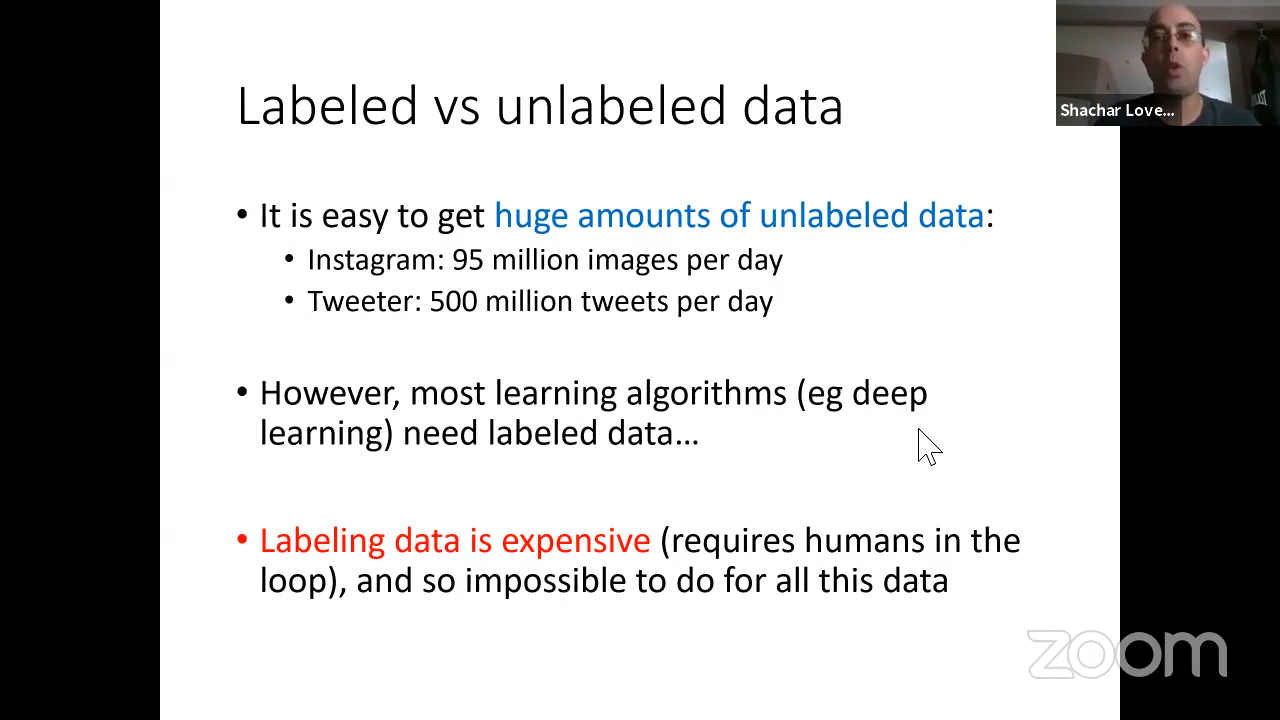 Labeled vs unlabeled data
Shachar Love...
• It is easy to get huge amounts of unlabeled data:
• Instagram: 95 million images per day
• Tweeter: 500 million tweets per day
• However, most learning algorithms (eg deep
learning) need labeled data…
• Labeling data is expensive (requires humans in the
loop), and so impossible to do for all this data
zoom